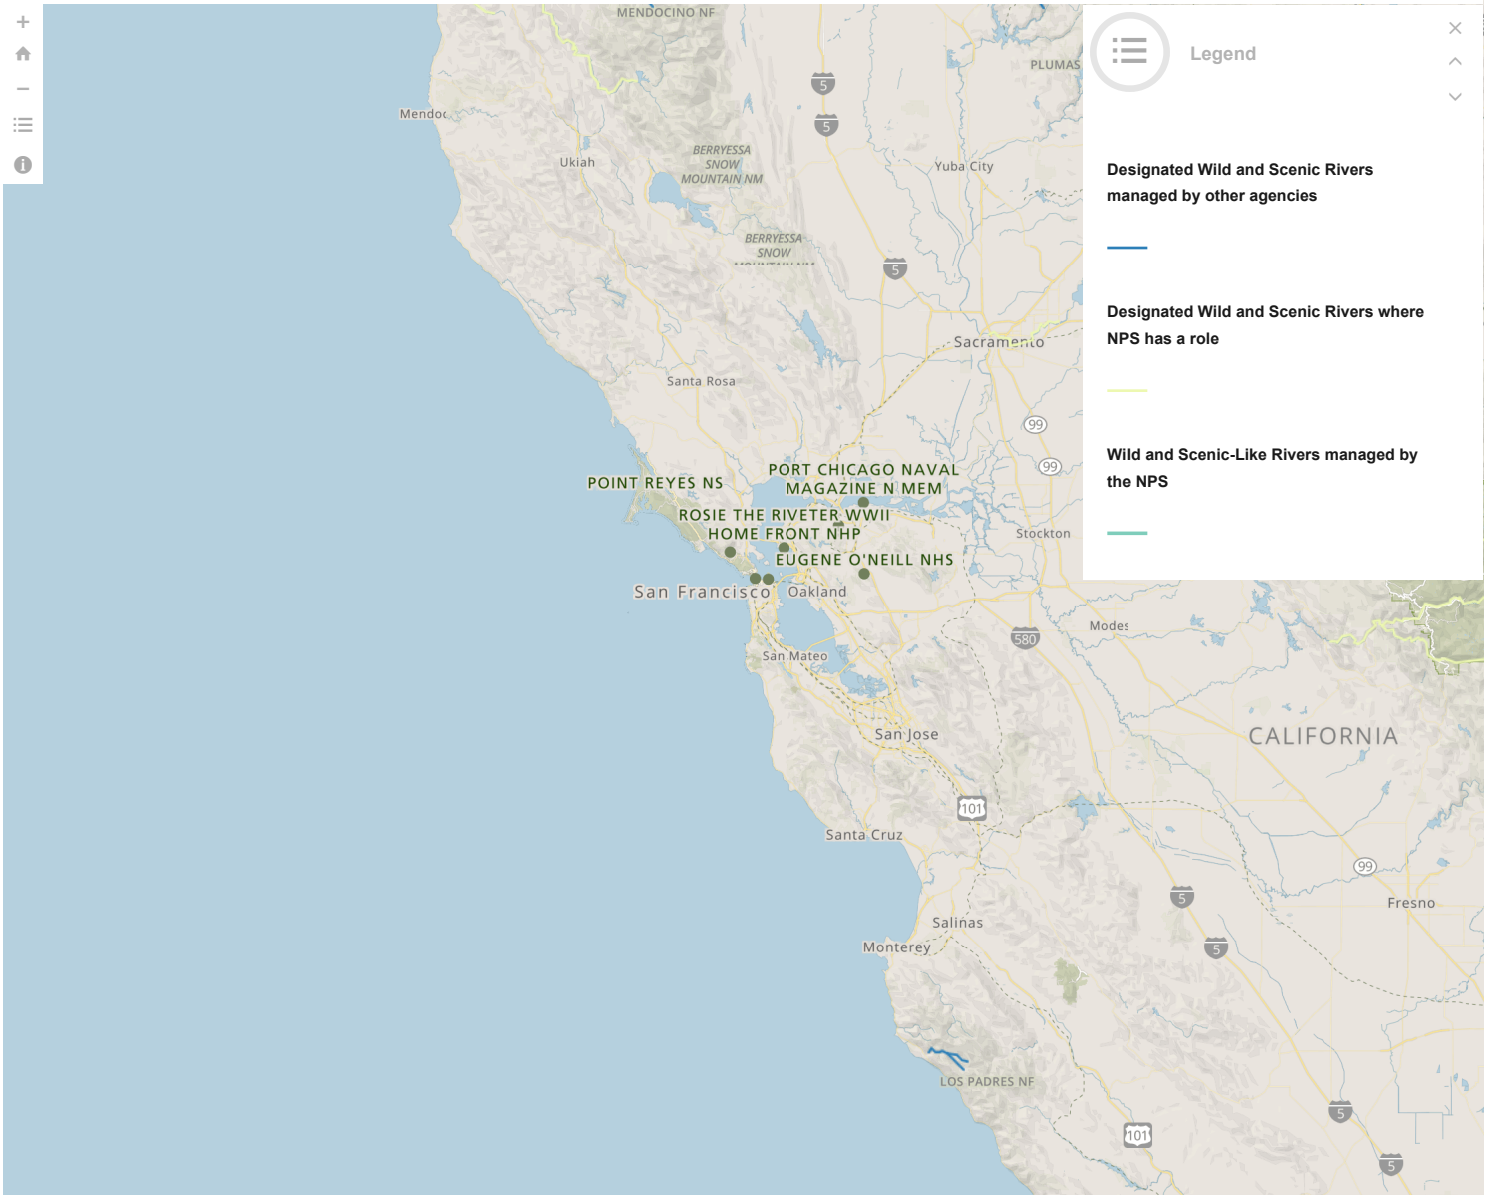 MENDOCINO NF
PLUMAS
5
5
Mendoc
Ukiah
BERRYESSA
SNOW
MOUNTAIN NM
Yuba City
BERRYESSA
SNOW
MOUNTAIN NM
5
Sacramento
Santa Rosa
99
99
POINT REYES NS
PORT CHICAGO NAVAL
MAGAZINE N MEM
ROSIE THE RIVETER WWII
HOME FRONT NHP
EUGENE O'NEILL NHS
Stockton
San Francisco
Oakland
580
Modes
San Mateo
San Jose
CALIFORNIA
101
Santa Cruz
99
5
Fresno
Salinas
Monterey
5
LOS PADRES NF
5
101
5
Legend
Designated Wild and Scenic Rivers
managed by other agencies
Designated Wild and Scenic Rivers where
NPS has a role
Wild and Scenic-Like Rivers managed by
the NPS